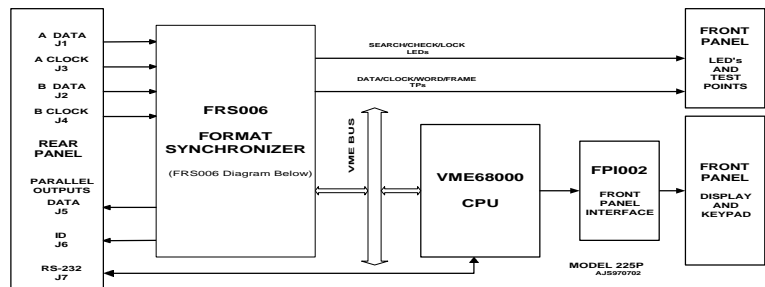 A DATA
J1
A CLOCK
J3
B DATA
J2
B CLOCK
J4
REAR
PANEL
PARALLEL
OUTPUTS
DATA
J5
ID
J6
RS-232
J7
FRS006
FORMAT
SYNCHRONIZER
(FRS006 Diagram Below)
SEARCH/CHECK/LOCK
LEDs
DATA/CLOCK/WORD/FRAME
TPs
VME BUS
VME68000
CPU
FPI002
FRONT
PANEL
INTERFACE
FRONT
PANEL
LED's
AND
TEST
POINTS
FRONT
PANEL
DISPLAY
AND
KEYPAD
MODEL 225P
AJS970702